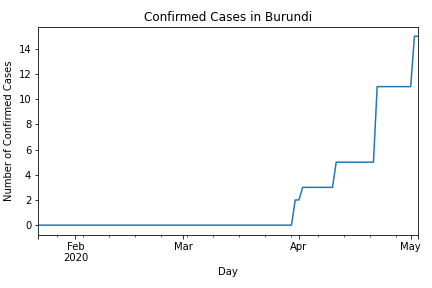 Confirmed Cases in Burundi
Number of Confirmed Cases
14
12
10
8
6
4
2
0
Feb
2020
Mar
Apr
May
Day